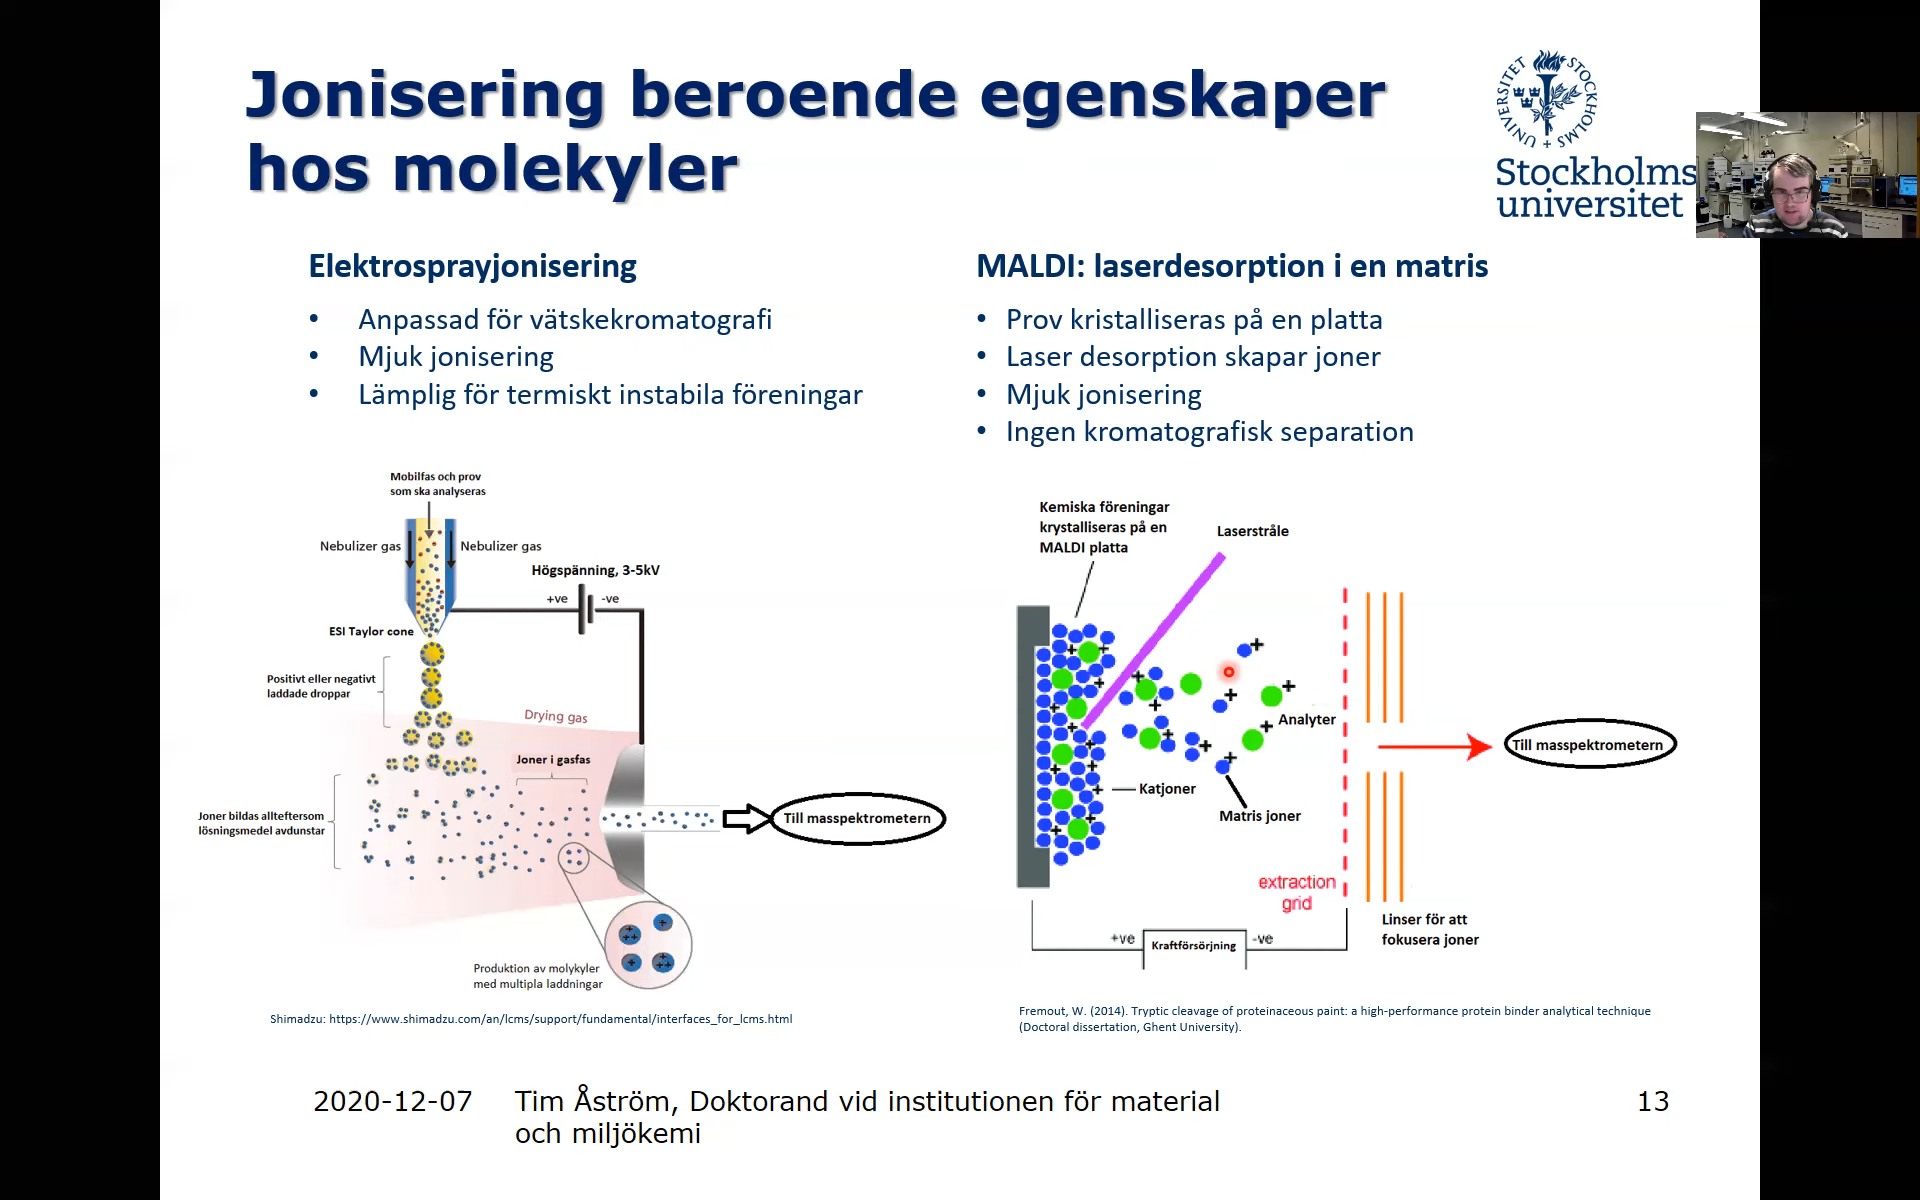 Jonisering beroende egenskaper
hos molekyler
STOCKHOLMS UNIVERSITET
Stockholms
universitet
Elektrosprayjonisering
• Anpassad för vätskekromatografi
• Mjuk jonisering
• Lämplig för termiskt instabila föreningar
MALDI: laserdesorption i en matris
• Prov kristalliseras på en platta
• Laser desorption skapar joner
• Mjuk jonisering
• Ingen kromatografisk separation
Mobilfas och prov
som ska analyseras
Nebulizer gas
Nebulizer gas
Högspänning, 3-5kV
+ve
-ve
ESI Taylor cone
Positivt eller negativt
laddade droppar
Drying gas
Joner i gasfas
Joner bildas allteftersom
lösningsmedel avdunstar
Till masspektrometern
Produktion av molykyler
med multipla laddningar
Shimadzu: https://www.shimadzu.com/an/lcms/support/fundamental/interfaces_for_lcms.html
Kemiska föreningar
krystalliseras på en
MALDI platta
Laserstråle
Analyter
Till masspektrometern
Katjoner
Matris joner
extraction
grid
Linser för att
fokusera joner
+ve
Kraftförsörjning
-ve
Fremout, W. (2014). Tryptic cleavage of proteinaceous paint: a high-performance protein binder analytical technique
(Doctoral dissertation, Ghent University).
2020-12-07
Tim Åström, Doktorand vid institutionen för material
och miljökemi
13